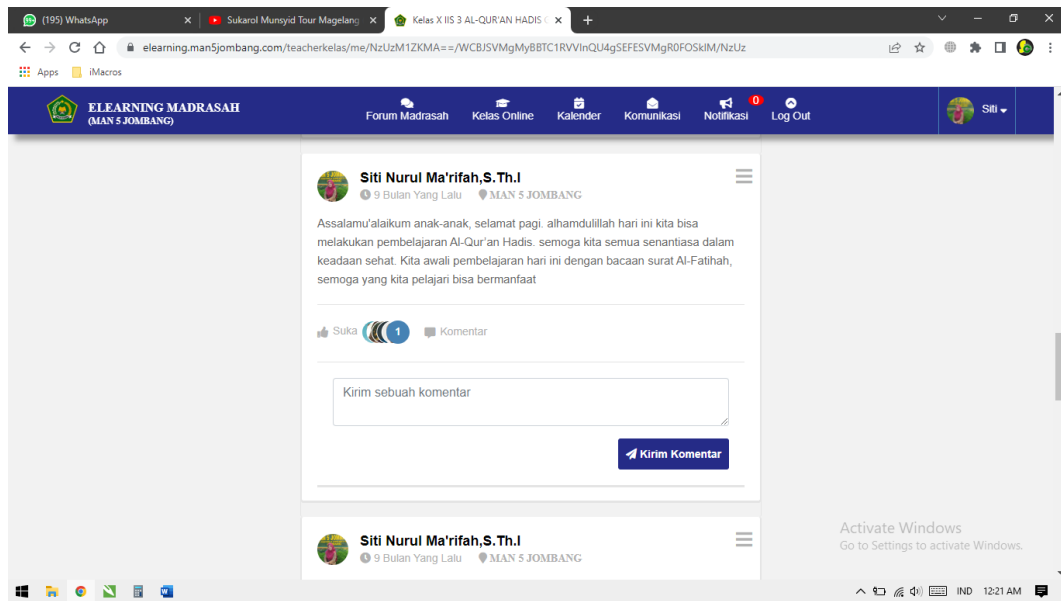 (195) WhatsApp
Sukarol Munsyid Tour Magelang
Kelas X IIS 3 AL-QUR'AN HADIS
elearning.man5jombang.com/teacherkelas/me/NzUzM1ZKMA==/WCBJSVMgMyBBTC1RVVInQU4gSEFESVMgR0FOSklM/NzUz
Apps
iMacros
ELEARNING MADRASAH
(MAN 5 JOMBANG)
Forum Madrasah
Kelas Online
Kalender
Komunikasi
0
Notifikasi
Log Out
Siti
Siti Nurul Ma'rifah,S.Th.I
9 Bulan Yang Lalu MAN 5 JOMBANG
Assalamu'alaikum anak-anak, selamat pagi. alhamdulillah hari ini kita bisa
melakukan pembelajaran Al-Qur'an Hadis. semoga kita semua senantiasa dalam
keadaan sehat. Kita awali pembelajaran hari ini dengan bacaan surat Al-Fatihah,
semoga yang kita pelajari bisa bermanfaat
Suka 1 Komentar
Kirim sebuah komentar
Kirim Komentar
Siti Nurul Ma'rifah,S.Th.I
9 Bulan Yang Lalu MAN 5 JOMBANG
Activate Windows
Go to Settings to activate Windows.
IND 12:21 AM